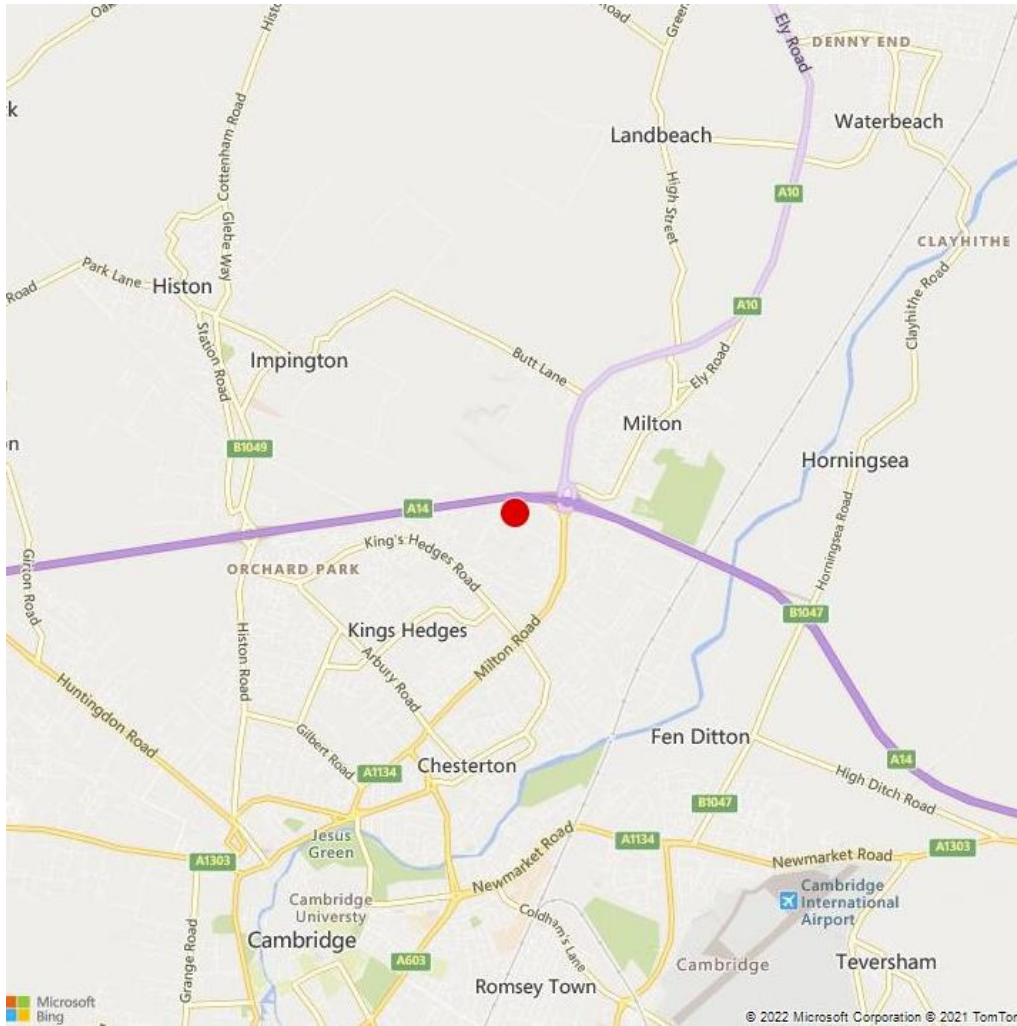 Oak
Histo
Green
Ely Road
DENNY END
k
Cottenham Road
Landbeach
Waterbeach
High Street
A10
Glebe Way
CLAYHITHE
Park Lane
Histon
Road
A10
Clayhithe Road
Station Road
Impington
Butt Lane
Ely Road
Milton
n
B1049
Horningsea
A14
Horningsea Road
King's Hedges Road
Girton Road
ORCHARD PARK
B1047
Kings Hedges
Histon Road
Milton Road
Arbury Road
Huntingdon Road
Gilbert Road
Fen Ditton
A14
Chesterton
A1134
High Ditch Road
B1047
Jesus
Green
A1134
A1303
A1303
Newmarket Road
Newmarket Road
Cambridge
Universty
Cambridge
International
Airport
Coldham's Lane
Grange Road
Cambridge
A603
Cambridge
Teversham
Romsey Town
Microsoft
Bing
© 2022 Microsoft Corporation © 2021 TomTom